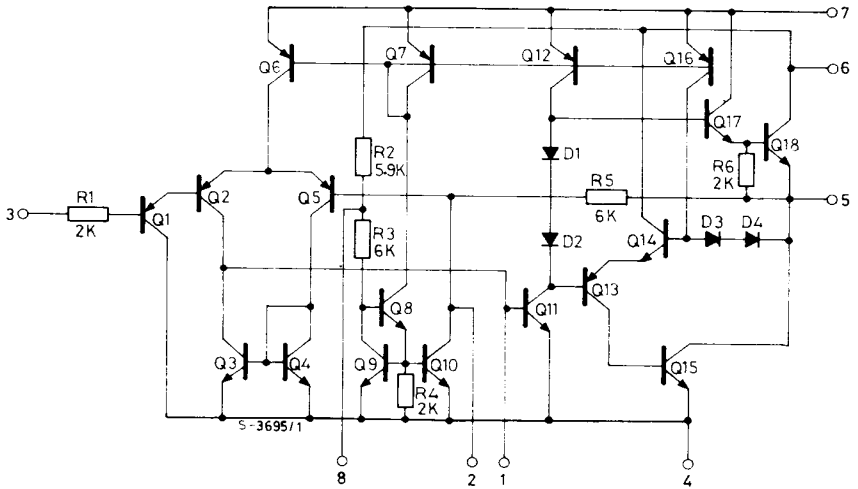 7
Q6
Q7
Q12
Q16
6
Q17
Q18
R2
5.9K
D1
R6
2K
R1
2K
3
Q1
Q2
Q5
R5
6K
5
R3
6K
D2
Q14
D3
D4
Q8
Q11
Q13
Q3
Q4
Q9
Q10
R4
2K
Q15
S-3695/1
8
2
1
4